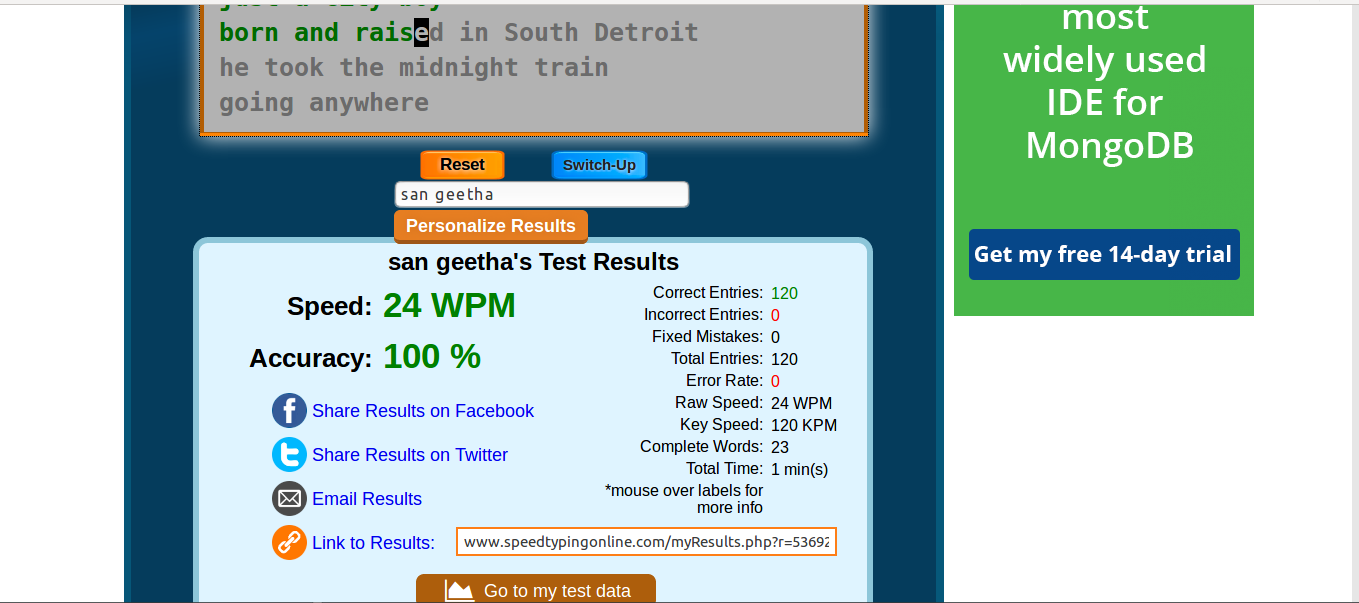 just a city boy
born and raised in South Detroit
he took the midnight train
going anywhere
Reset
Switch-Up
san geetha
Personalize Results
san geetha's Test Results
Speed: 24 WPM
Accuracy: 100 %
Share Results on Facebook
Share Results on Twitter
Email Results
Link to Results: www.speedtypingonline.com/myResults.php?r=53692
Correct Entries: 120
Incorrect Entries: 0
Fixed Mistakes: 0
Total Entries: 120
Error Rate: 0
Raw Speed: 24 WPM
Key Speed: 120 KPM
Complete Words: 23
Total Time: 1 min(s)
*mouse over labels for
more info
Go to my test data
most
widely used
IDE for
MongoDB
Get my free 14-day trial